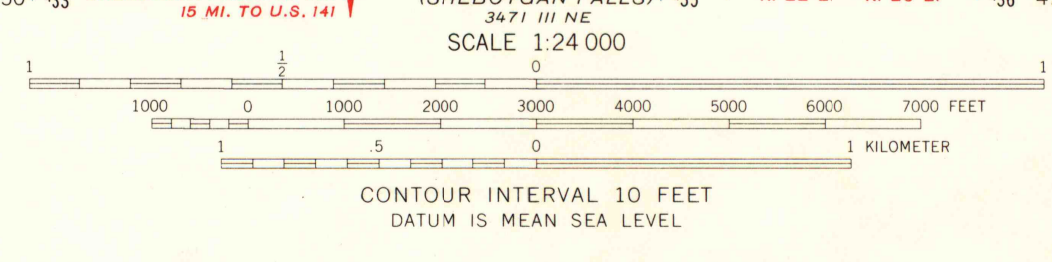 15 MI. TO U.S. 141
3471 III NE
SCALE 1:24 000
1 1/2 0 1
1000 0 1000 2000 3000 4000 5000 6000 7000 FEET
1 .5 0 1 KILOMETER
CONTOUR INTERVAL 10 FEET
DATUM IS MEAN SEA LEVEL